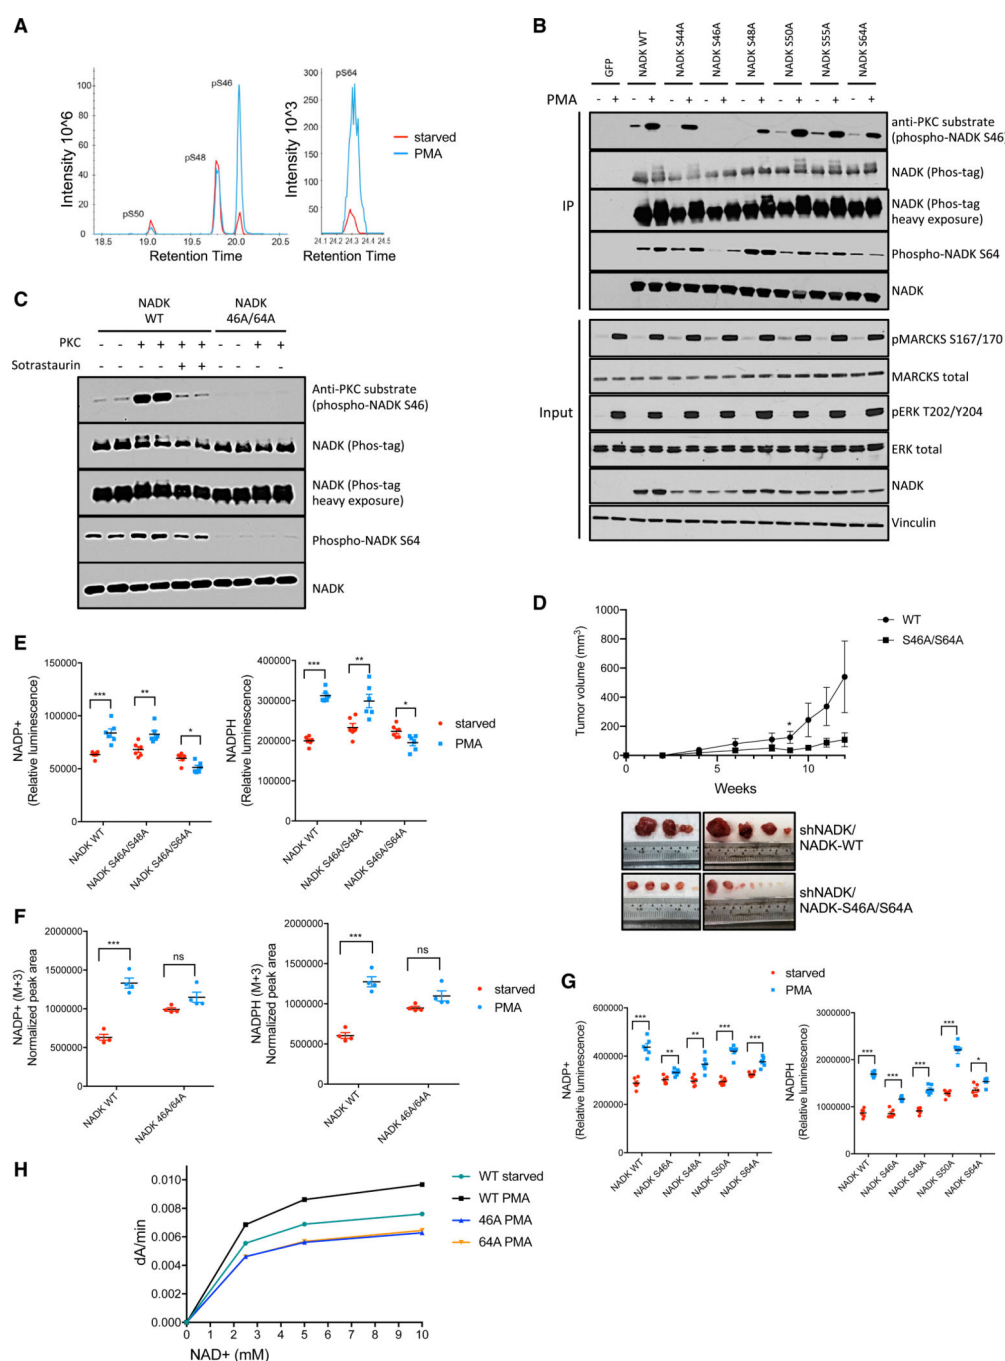 A
Intensity 10^6
100
80
60
40
20
0
pS50
pS48
pS46
18.5 19.0 19.5 20.0 20.5
Retention Time
Intensity 10^3
300
250
200
150
100
50
pS64
24.1 24.2 24.3 24.4 24.5
Retention Time
starved
PMA
B
GFP
NADK WT
NADK S44A
NADK S46A
NADK S48A
NADK S50A
NADK S55A
NADK S64A
PMA - + - + - + - + - + - + - + - +
IP
anti-PKC substrate
(phospho-NADK S46)
NADK (Phos-tag)
NADK (Phos-tag
heavy exposure)
Phospho-NADK S64
NADK
Input
pMARCKS S167/170
MARCKS total
pERK T202/Y204
ERK total
NADK
Vinculin
C
NADK
WT
NADK
46A/64A
PKC - - + + + + - - + +
Sotrastaurin - - - - + + - - - -
Anti-PKC substrate
(phospho-NADK S46)
NADK (Phos-tag)
NADK (Phos-tag
heavy exposure)
Phospho-NADK S64
NADK
D
Tumor volume (mm3)
1000
800
600
400
200
0
*
0 5 10
Weeks
WT
S46A/S64A
shNADK/
NADK-WT
shNADK/
NADK-S46A/S64A
E
NADP+
(Relative luminescence)
150000
100000
50000
0
*** ** *
NADK WT
NADK S46A/S48A
NADK S46A/S64A
NADPH
(Relative luminescence)
400000
300000
200000
100000
0
*** ** *
NADK WT
NADK S46A/S48A
NADK S46A/S64A
starved
PMA
F
NADP+ (M+3)
Normalized peak area
2000000
1500000
1000000
500000
0
*** ns
NADK WT
NADK 46A/64A
NADPH (M+3)
Normalized peak area
2000000
1500000
1000000
500000
0
*** ns
NADK WT
NADK 46A/64A
starved
PMA
G
starved
PMA
NADP+
(Relative luminescence)
600000
400000
200000
0
*** ** ** *** ***
NADK WT
NADK S46A
NADK S48A
NADK S50A
NADK S64A
NADPH
(Relative luminescence)
3000000
2000000
1000000
0
*** *** *** *** *
NADK WT
NADK S46A
NADK S48A
NADK S50A
NADK S64A
H
dA/min
0.010
0.008
0.006
0.004
0.002
0.000
0 1 2 3 4 5 6 7 8 9 10
NAD+ (mM)
WT starved
WT PMA
46A PMA
64A PMA